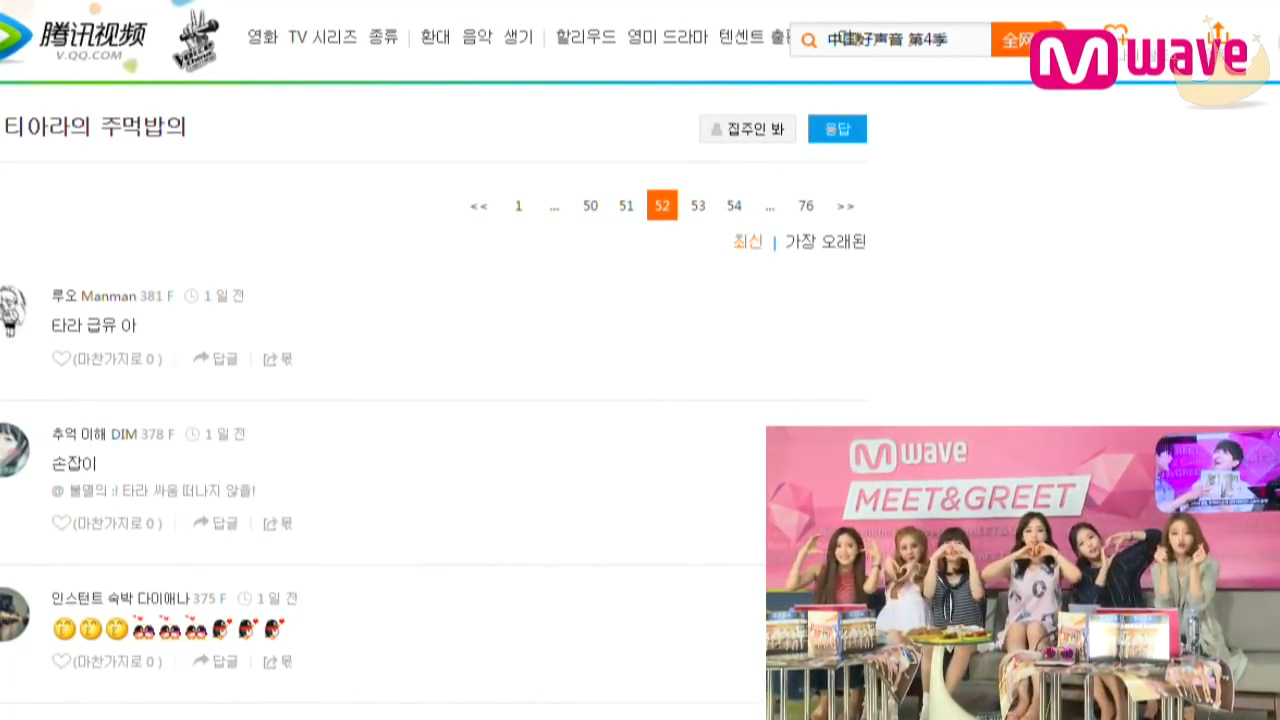 腾讯视频
V.QQ.COM
영화 TV 시리즈 종류 | 환대 음악 생기 | 할리우드 영미 드라마 텐센트
中国好声音 第4季
全网
M wave
티아라의 주먹밥의
집주인 봐
응답
<< 1 ... 50 51 52 53 54 ... 76 >>
최신 | 가장 오래된
루오 Manman 381 F 1 일 전
타라 급유 아
(마찬가지로 0 ) 답글 몫
추억 이해 DIM 378 F 1 일 전
손잡이
@ 불멸의 :! 타라 싸움 떠나지 않을!
(마찬가지로 0 ) 답글 몫
인스턴트 숙박 다이애나 375 F 1 일 전
(마찬가지로 0 ) 답글 몫
M wave
MEET&GREET